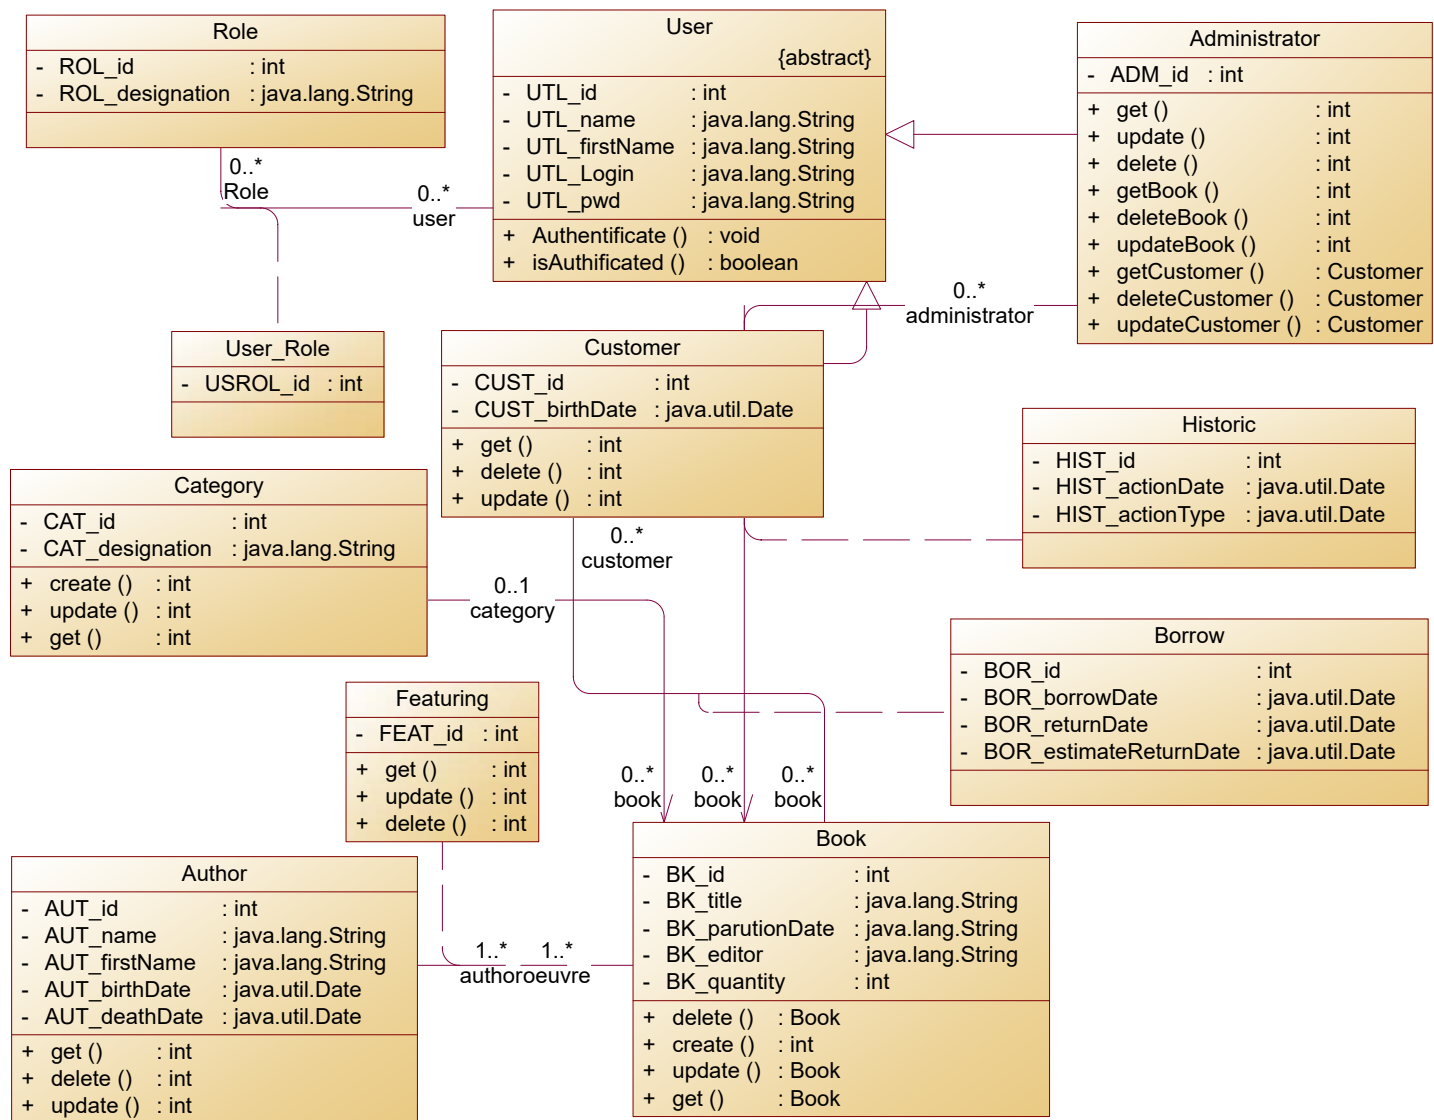 Role
- ROL_id : int
- ROL_designation : java.lang.String
User
{abstract}
- UTL_id : int
- UTL_name : java.lang.String
- UTL_firstName : java.lang.String
- UTL_Login : java.lang.String
- UTL_pwd : java.lang.String
+ Authentificate () : void
+ isAuthificated () : boolean
Administrator
- ADM_id : int
+ get () : int
+ update () : int
+ delete () : int
+ getBook () : int
+ deleteBook () : int
+ updateBook () : int
+ getCustomer () : Customer
+ deleteCustomer () : Customer
+ updateCustomer () : Customer
0..*
Role
0..*
user
0..*
administrator
User_Role
- USROL_id : int
Customer
- CUST_id : int
- CUST_birthDate : java.util.Date
+ get () : int
+ delete () : int
+ update () : int
Historic
- HIST_id : int
- HIST_actionDate : java.util.Date
- HIST_actionType : java.util.Date
Category
- CAT_id : int
- CAT_designation : java.lang.String
+ create () : int
+ update () : int
+ get () : int
0..*
customer
0..1
category
Borrow
- BOR_id : int
- BOR_borrowDate : java.util.Date
- BOR_returnDate : java.util.Date
- BOR_estimateReturnDate : java.util.Date
Featuring
- FEAT_id : int
+ get () : int
+ update () : int
+ delete () : int
0..* 0..* 0..*
book book book
Author
- AUT_id : int
- AUT_name : java.lang.String
- AUT_firstName : java.lang.String
- AUT_birthDate : java.util.Date
- AUT_deathDate : java.util.Date
+ get () : int
+ delete () : int
+ update () : int
1..* 1..*
authoroeuvre
Book
- BK_id : int
- BK_title : java.lang.String
- BK_parutionDate : java.lang.String
- BK_editor : java.lang.String
- BK_quantity : int
+ delete () : Book
+ create () : int
+ update () : Book
+ get () : Book